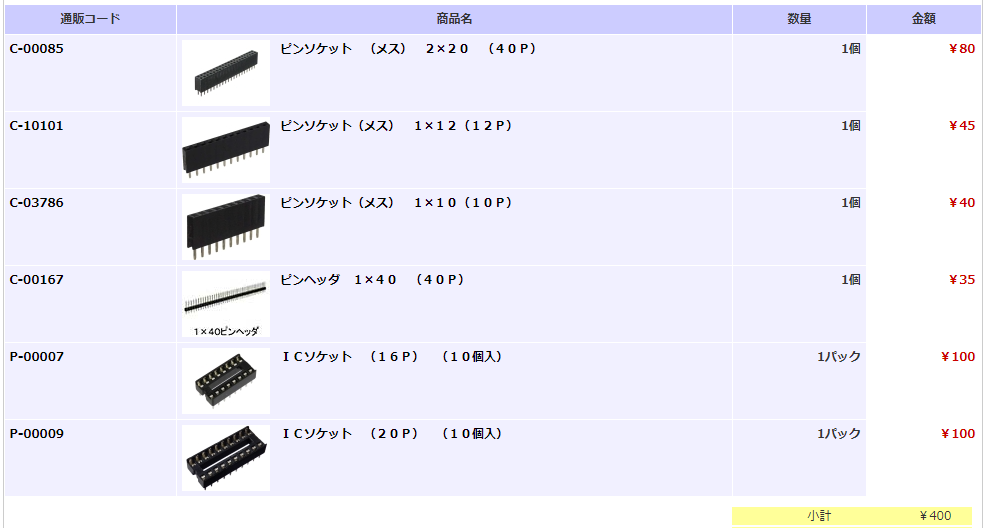 通販コード 商品名 数量 金額
C-00085 ピンソケット　（メス）　２×２０　（４０Ｐ） 1個 ￥80
C-10101 ピンソケット（メス）　１×１２（１２Ｐ） 1個 ￥45
C-03786 ピンソケット（メス）　１×１０（１０Ｐ） 1個 ￥40
C-00167 ピンヘッダ　１×４０　（４０Ｐ） 1個 ￥35
1×40ピンヘッダ
P-00007 ＩＣソケット　（１６Ｐ）　（１０個入） 1パック ￥100
P-00009 ＩＣソケット　（２０Ｐ）　（１０個入） 1パック ￥100
小計 ￥400